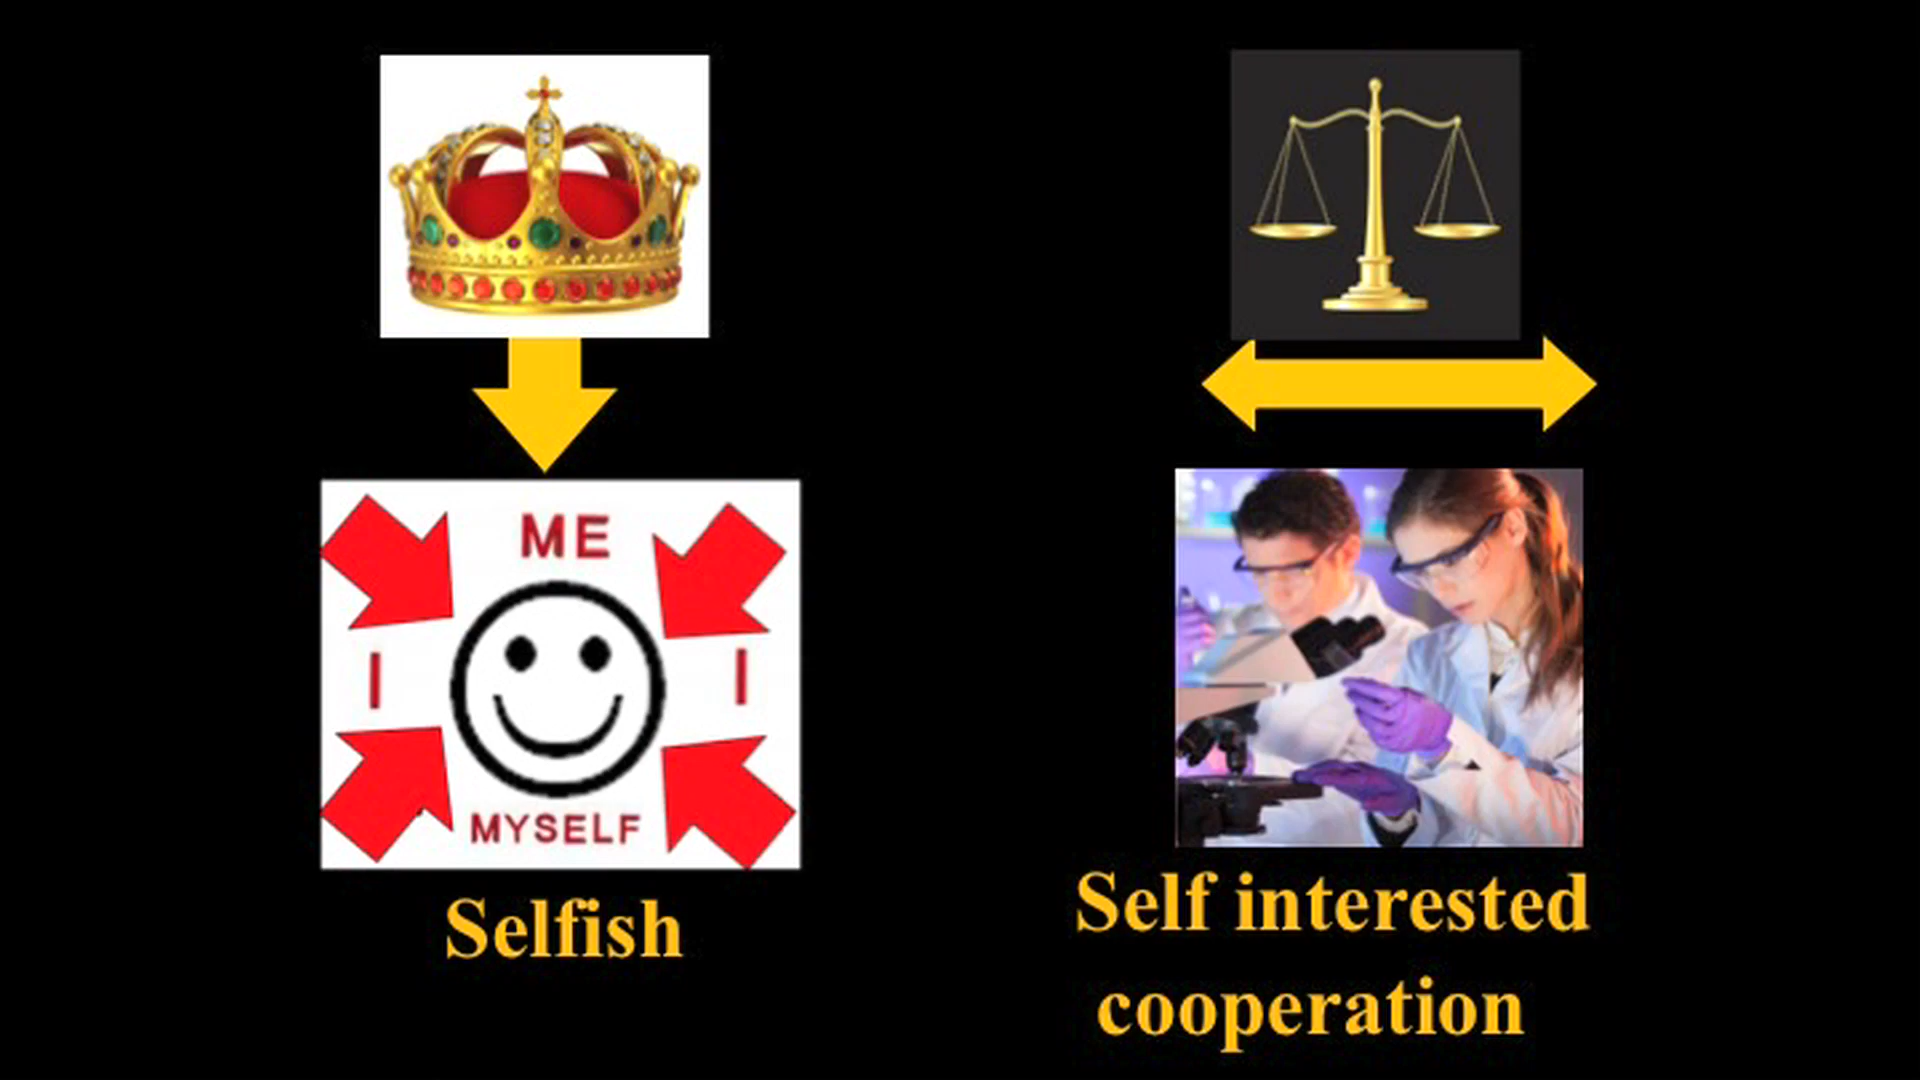 ME
I
I
MYSELF
Selfish
Self interested
cooperation